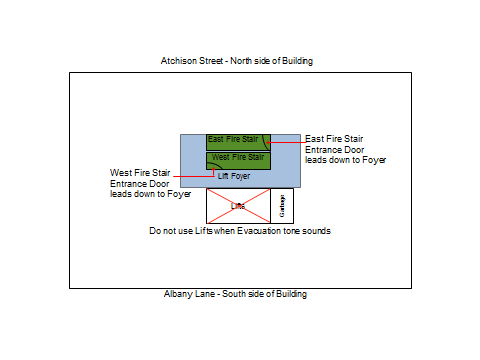 Atchison Street - North side of Building
East Fire Stair
West Fire Stair
Lift Foyer
East Fire Stair
Entrance Door
leads down to Foyer
West Fire Stair
Entrance Door
leads down to Foyer
Lifts
Garbage
Do not use Lifts when Evacuation tone sounds
Albany Lane - South side of Building